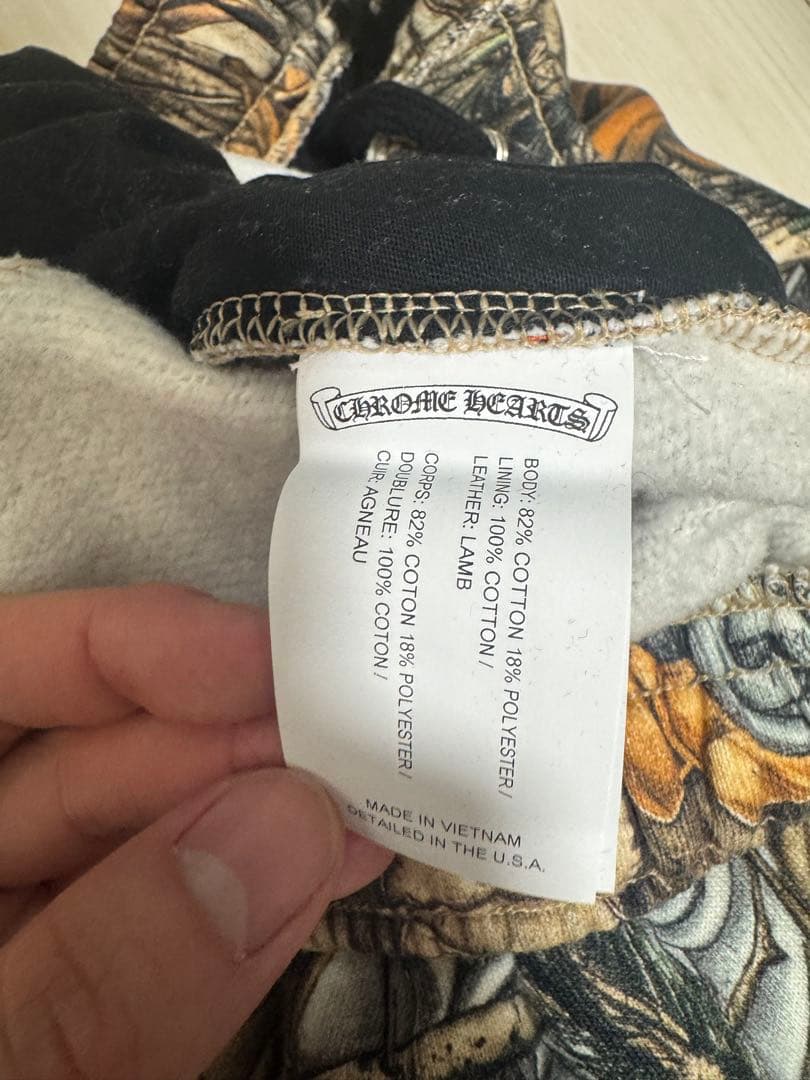 CHROME HEARTS
BODY: 82% COTTON 18% POLYESTER /
LINING: 100% COTTON /
LEATHER: LAMB
CORPS: 82% COTON 18% POLYESTER /
DOUBLURE: 100% COTON /
CUIR: AGNEAU
MADE IN VIETNAM
DETAILED IN THE U.S.A.